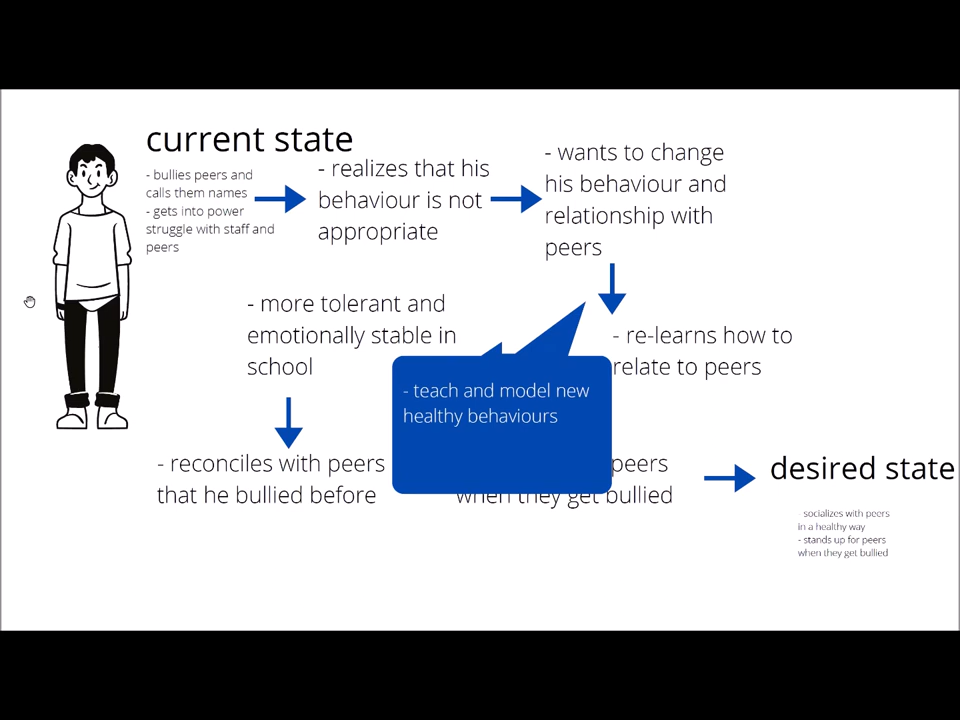 current state
- bullies peers and
calls them names
- gets into power
struggle with staff and
peers
- realizes that his
behaviour is not
appropriate
- wants to change
his behaviour and
relationship with
peers
- re-learns how to
relate to peers
- teach and model new
healthy behaviours
- more tolerant and
emotionally stable in
school
- reconciles with peers
that he bullied before
peers
when they get bullied
desired state
- socializes with peers
in a healthy way
- stands up for peers
when they get bullied